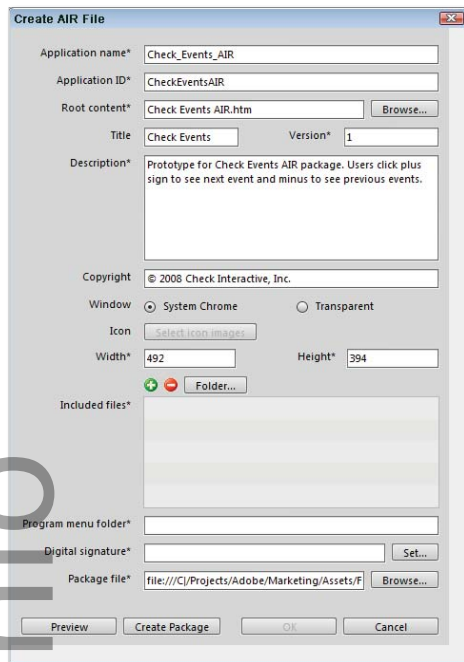 Create AIR File
Application name* Check_Events_AIR
Application ID* CheckEventsAIR
Root content* Check Events AIR.htm Browse...
Title Check Events Version* 1
Description* Prototype for Check Events AIR package. Users click plus
sign to see next event and minus to see previous events.
Copyright © 2008 Check Interactive, Inc.
Window System Chrome Transparent
Icon Select icon images
Width* 492 Height* 394
Folder...
Included files*
Program menu folder*
Digital signature* Set...
Package file* file:///C|/Projects/Adobe/Marketing/Assets/F Browse...
Preview Create Package OK Cancel